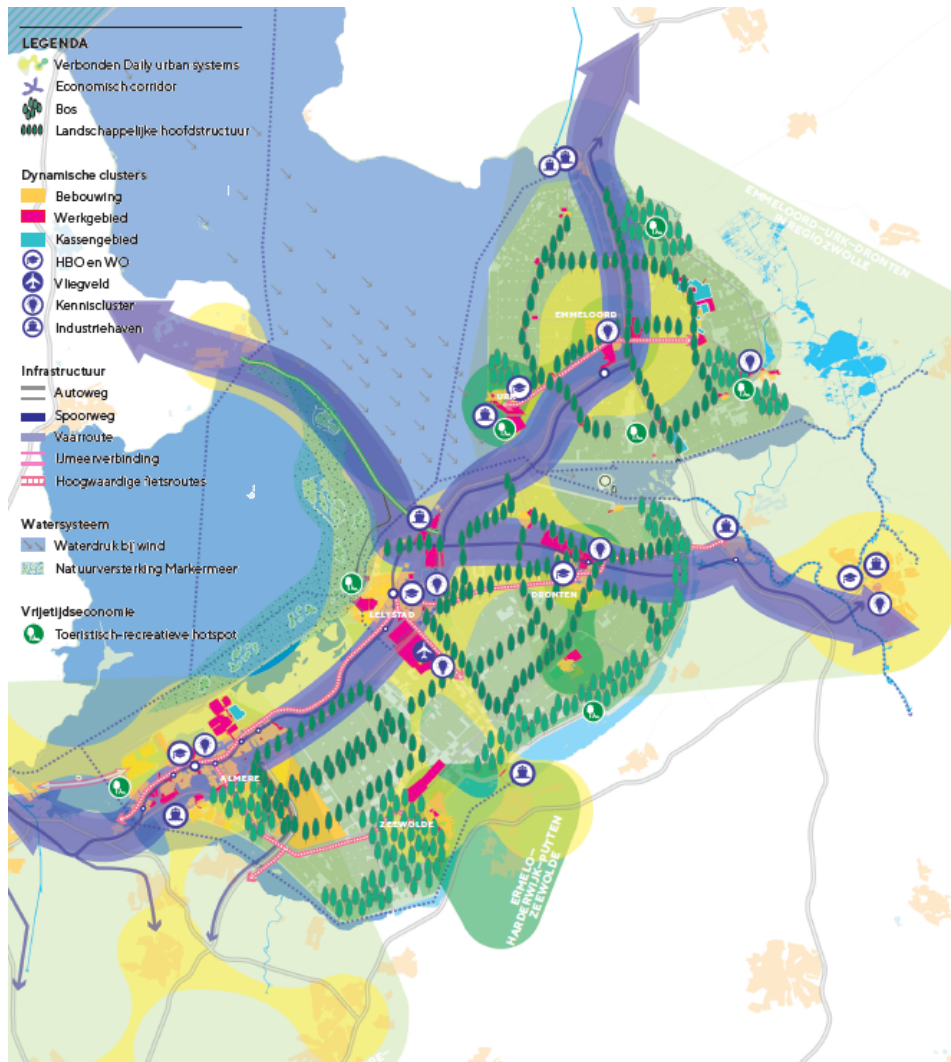 LEGENDA
Verbonden Daily urban systems
Economisch corridor
Bos
Landschappelijke hoofdstructuur
Dynamische clusters
Bebouwing
Werkgebied
Kassengebied
HBO en WO
Vliegveld
Kenniscluster
Industriehaven
Infrastructuur
Autoweg
Spoorweg
Vaarroute
IJmeerverbinding
Hoogwaardige fietsroutes
Watersysteem
Waterdruk bij wind
Natuurversterking Markermeer
Vrijetijdseconomie
Toeristisch-recreatieve hotspot
EMMELOORD-URK-DRONTEN
IN REGIO ZWOLLE
EMMELOORD
URK
DRONTEN
LELYSTAD
ALMERE
ZEEWOLDE
ERMELO-
HARDERWIJK-PUTTEN
ZEEWOLDE